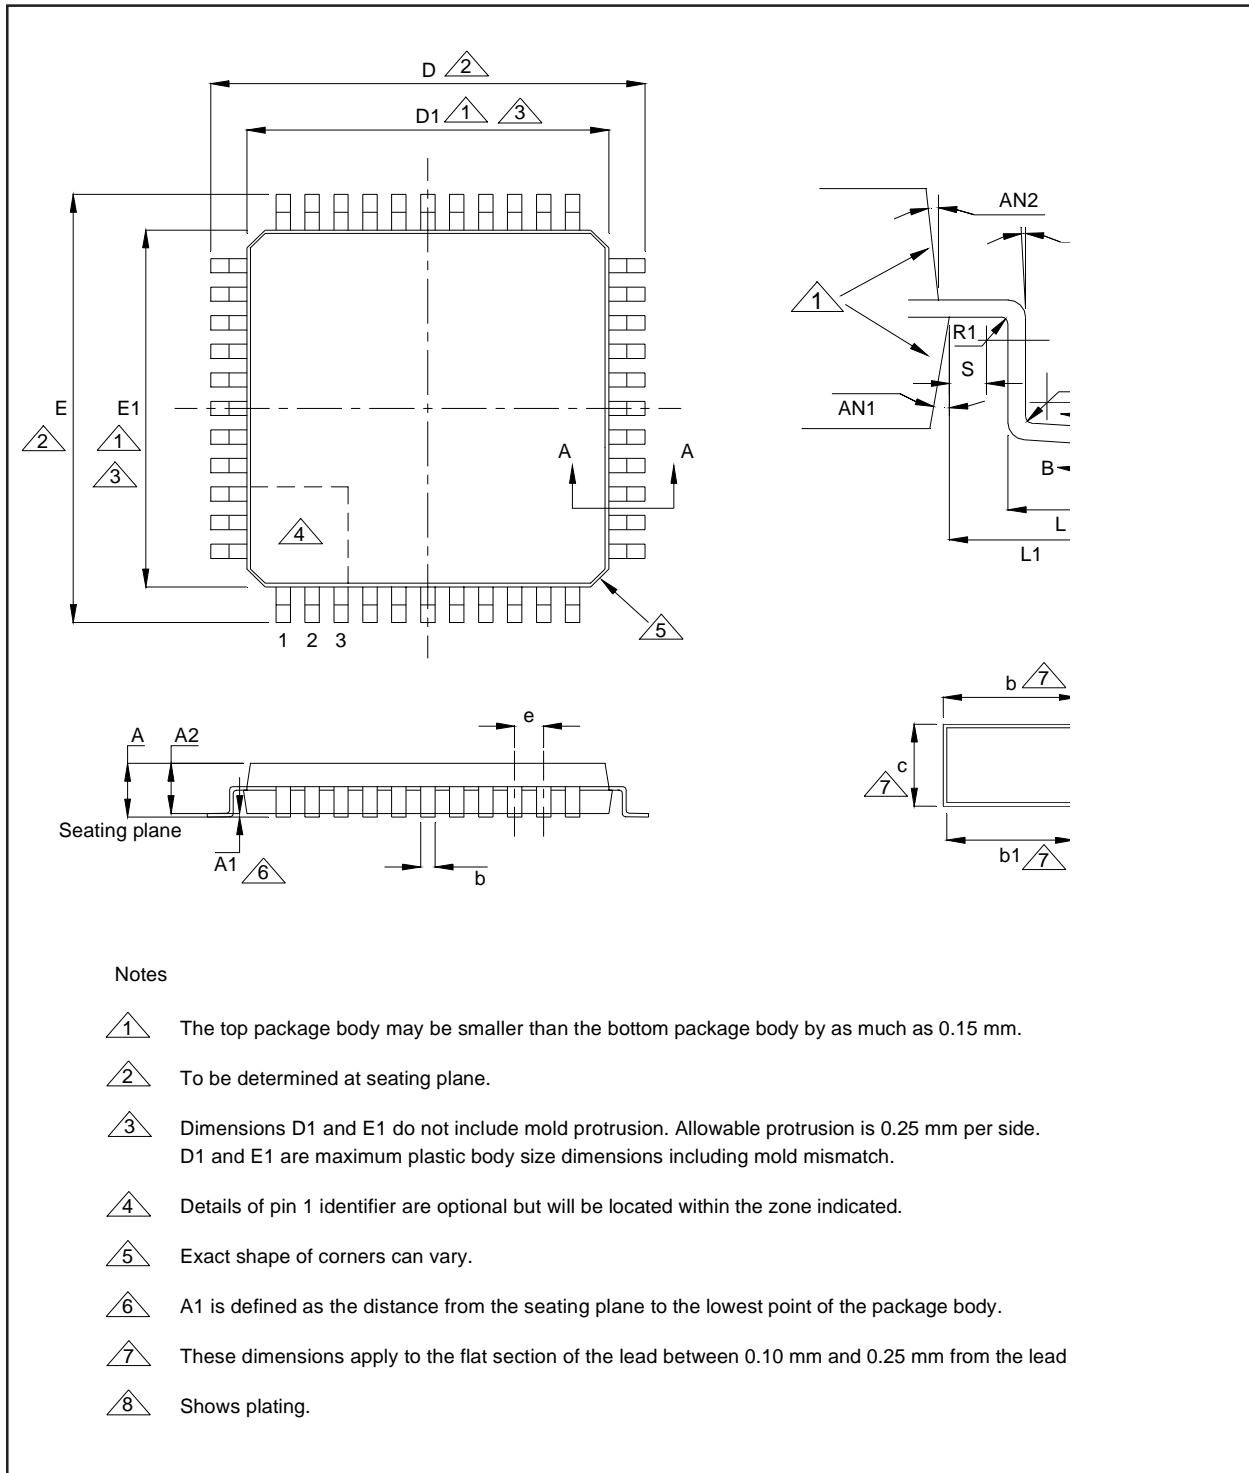 D 2
D1 1 3
AN2
1
R1
S
E E1
AN1
2 1
3
A A
B
4
L
L1
5
1 2 3
b 7
e
A A2
c
7
Seating plane
A1 6
b
b1 7
Notes
1 The top package body may be smaller than the bottom package body by as much as 0.15 mm.
2 To be determined at seating plane.
3 Dimensions D1 and E1 do not include mold protrusion. Allowable protrusion is 0.25 mm per side.
D1 and E1 are maximum plastic body size dimensions including mold mismatch.
4 Details of pin 1 identifier are optional but will be located within the zone indicated.
5 Exact shape of corners can vary.
6 A1 is defined as the distance from the seating plane to the lowest point of the package body.
7 These dimensions apply to the flat section of the lead between 0.10 mm and 0.25 mm from the lead
8 Shows plating.